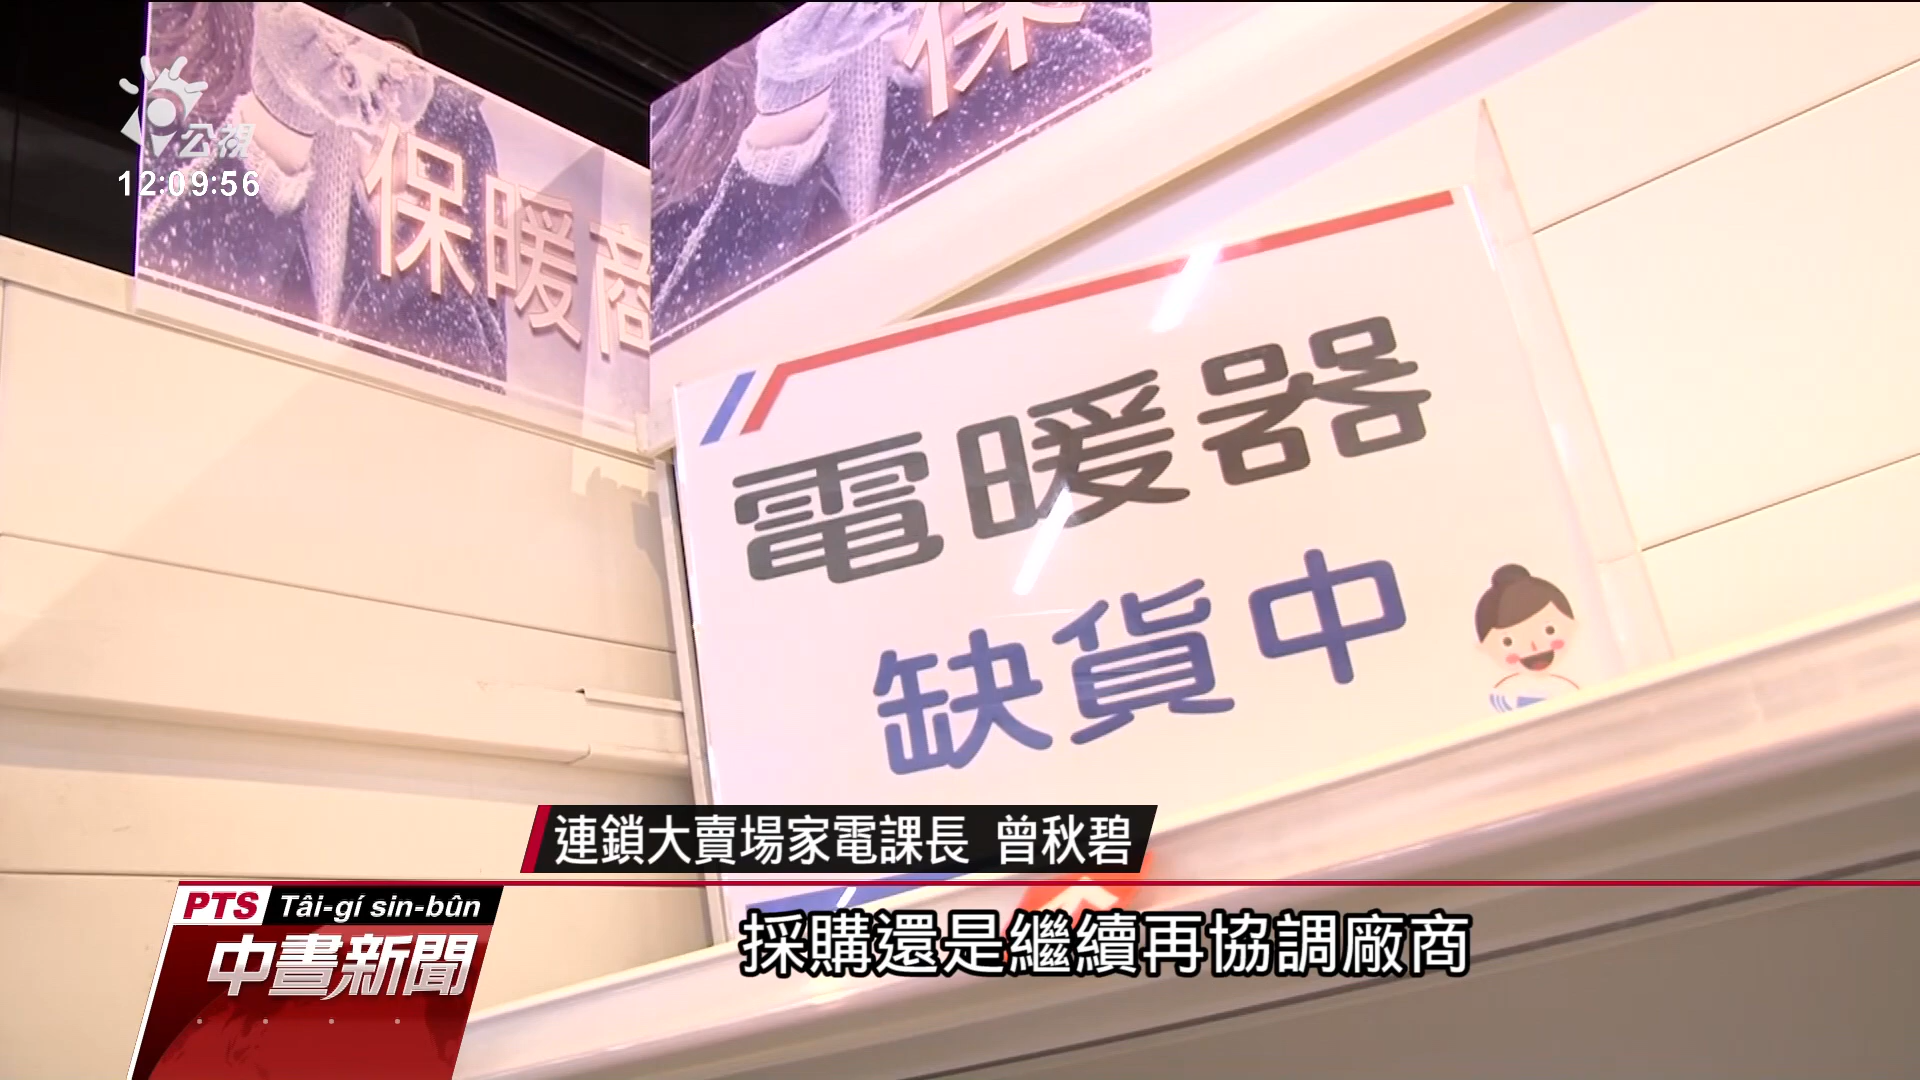 公視
12:09:56
保暖商
保
電暖器
缺貨中
連鎖大賣場家電課長 曾秋碧
PTS Tâi-gí sin-bûn
中晝新聞
採購還是繼續再協調廠商